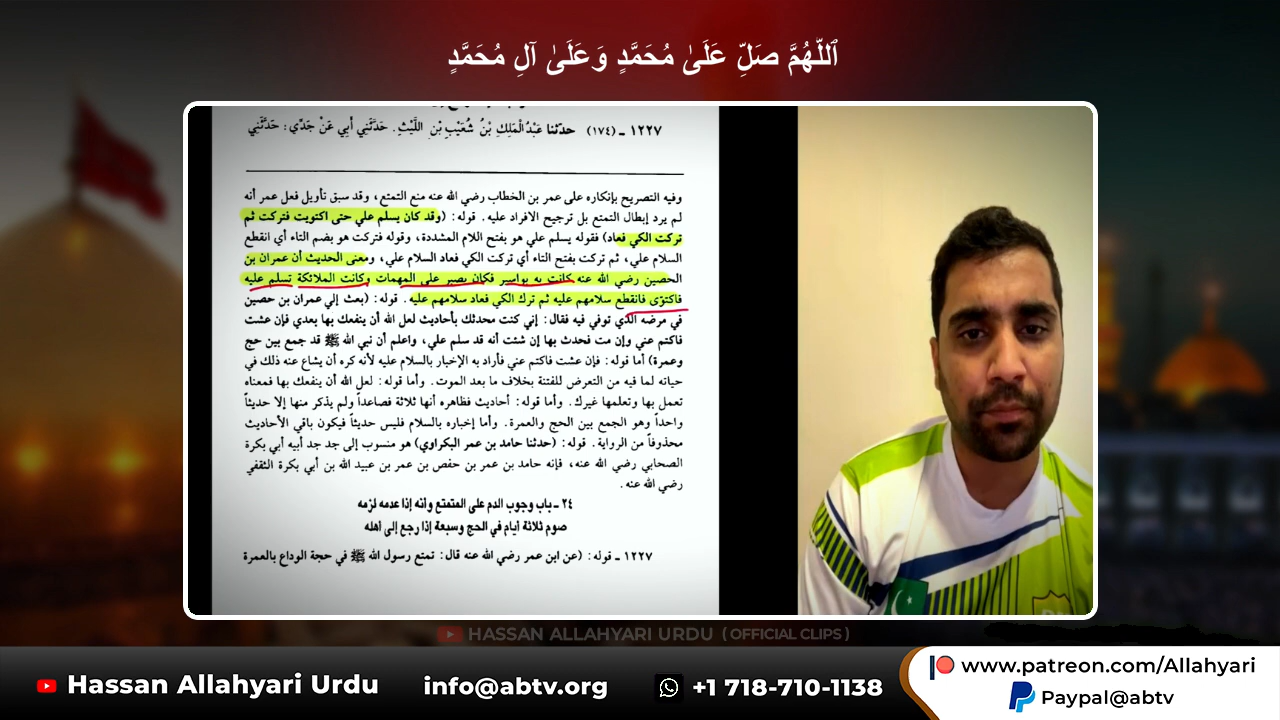 ٱللَّٰهُمَّ صَلِّ عَلَىٰ مُحَمَّدٍ وَعَلَىٰ آلِ مُحَمَّدٍ
١٢٢٧ ـ (١٧٤) حدّثنا عَبْدُ الْمَلِكِ بْنُ شُعَيْبِ بْنِ اللَّيْثِ. حَدَّثَنِي أَبِي عَنْ جَدِّي: حَدَّثَنِي
وفيه التصريح بإنكاره على عمر بن الخطاب رضي الله عنه منع التمتع، وقد سبق تأويل فعل عمر أنه
لم يرد إبطال التمتع بل ترجيح الافراد عليه. قوله: (وقد كان يسلم علي حتى اكتويت فتركت ثم
تركت الكي فعاد) فقوله يسلم علي هو بفتح اللام المشددة، وقوله فتركت هو بضم التاء أي انقطع
السلام علي، ثم تركت بفتح التاء أي تركت الكي فعاد السلام علي، ومعنى الحديث أن عمران بن
الحصين رضي الله عنه كانت به بواسير فكان يصبر على المهمات وكانت الملائكة تسلم عليه
فاكتوى فانقطع سلامهم عليه ثم ترك الكي فعاد سلامهم عليه. قوله: (بعث إلي عمران بن حصين
في مرضه الذي توفي فيه فقال: إني كنت محدثك بأحاديث لعل الله أن ينفعك بها بعدي فإن عشت
فاكتم عني وإن مت فحدث بها إن شئت أنه قد سلم علي، واعلم أن نبي الله ﷺ قد جمع بين حج
وعمرة) أما قوله: فإن عشت فاكتم عني فأراد به الإخبار بالسلام عليه لأنه كره أن يشاع عنه ذلك في
حياته لما فيه من التعرض للفتنة بخلاف ما بعد الموت. وأما قوله: لعل الله أن ينفعك بها فمعناه
تعمل بها وتعلمها غيرك. وأما قوله: أحاديث فظاهره أنها ثلاثة فصاعداً ولم يذكر منها إلا حديثاً
واحداً وهو الجمع بين الحج والعمرة. وأما إخباره بالسلام فليس حديثاً فيكون باقي الأحاديث
محذوفاً من الرواية. قوله: (حدثنا حامد بن عمر البكراوي) هو منسوب إلى جد جد أبيه أبي بكرة
الصحابي رضي الله عنه، فإنه حامد بن عمر بن حفص بن عمر بن عبيد الله بن أبي بكرة الثقفي
رضي الله عنه.
٢٤ ـ باب وجوب الدم على المتمتع وأنه إذا عدمه لزمه
صوم ثلاثة أيام في الحج وسبعة إذا رجع إلى أهله
١٢٢٧ ـ قوله: (عن ابن عمر رضي الله عنه قال: تمتع رسول الله ﷺ في حجة الوداع بالعمرة
HASSAN ALLAHYARI URDU ( OFFICIAL CLIPS )
Hassan Allahyari Urdu
info@abtv.org
+1 718-710-1138
www.patreon.com/Allahyari
Paypal@abtv